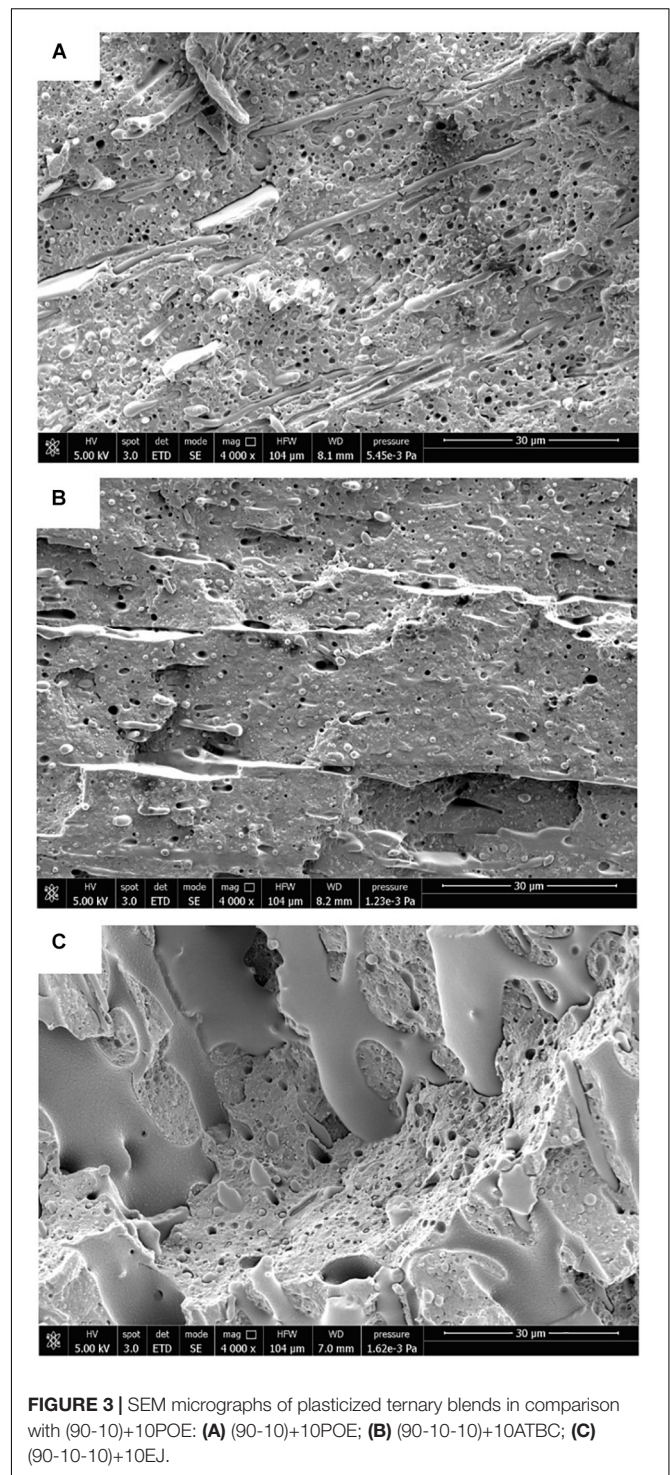 A
HV spot det mode mag HFW WD pressure 30 µm
5.00 kV 3.0 ETD SE 4 000 x 104 µm 8.1 mm 5.45e-3 Pa
B
HV spot det mode mag HFW WD pressure 30 µm
5.00 kV 3.0 ETD SE 4 000 x 104 µm 8.2 mm 1.23e-3 Pa
C
HV spot det mode mag HFW WD pressure 30 µm
5.00 kV 3.0 ETD SE 4 000 x 104 µm 7.0 mm 1.62e-3 Pa
FIGURE 3 | SEM micrographs of plasticized ternary blends in comparison
with (90-10)+10POE: (A) (90-10)+10POE; (B) (90-10-10)+10ATBC; (C)
(90-10-10)+10EJ.